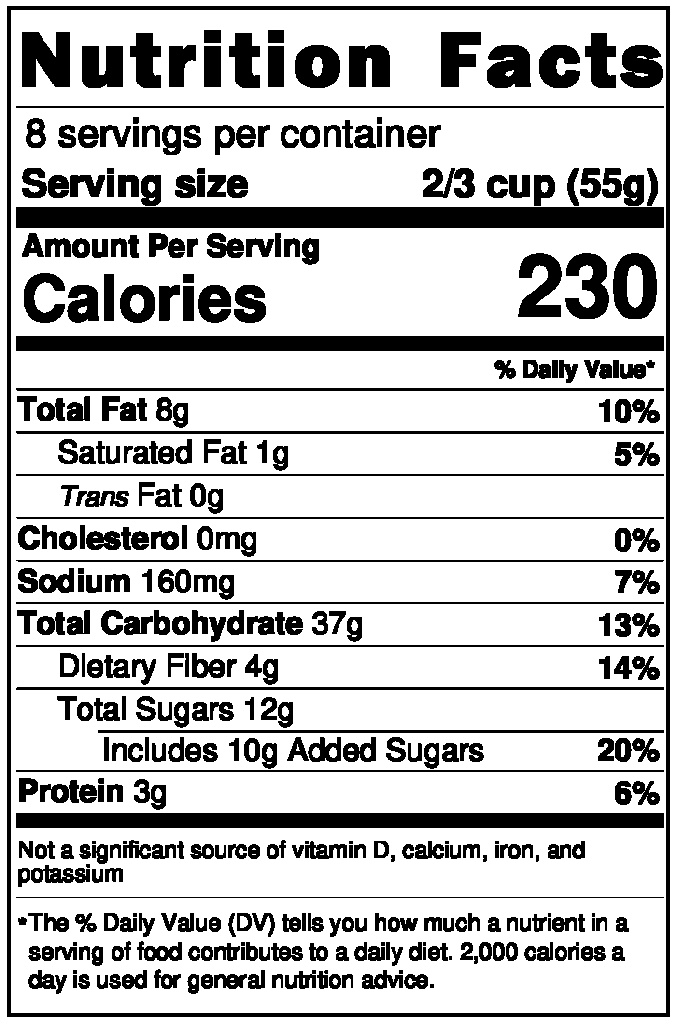 Nutrition Facts
8 servings per container
Serving size 2/3 cup (55g)
Amount Per Serving
Calories 230
% Daily Value*
Total Fat 8g 10%
Saturated Fat 1g 5%
Trans Fat 0g
Cholesterol 0mg 0%
Sodium 160mg 7%
Total Carbohydrate 37g 13%
Dietary Fiber 4g 14%
Total Sugars 12g
Includes 10g Added Sugars 20%
Protein 3g 6%
Not a significant source of vitamin D, calcium, iron, and
potassium
*The % Daily Value (DV) tells you how much a nutrient in a
serving of food contributes to a daily diet. 2,000 calories a
day is used for general nutrition advice.